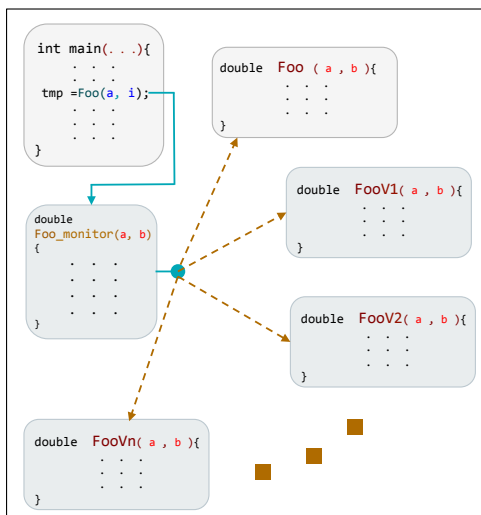 int main(. . .){
. . .
. . .
tmp =Foo(a, i);
. . .
. . .
. . .
}
double Foo ( a , b ){
. . .
. . .
. . .
}
double
Foo_monitor(a, b)
{
. . .
. . .
. . .
. . .
}
double FooV1( a , b ){
. . .
. . .
. . .
}
double FooV2( a , b ){
. . .
. . .
. . .
}
double FooVn( a , b ){
. . .
. . .
. . .
}